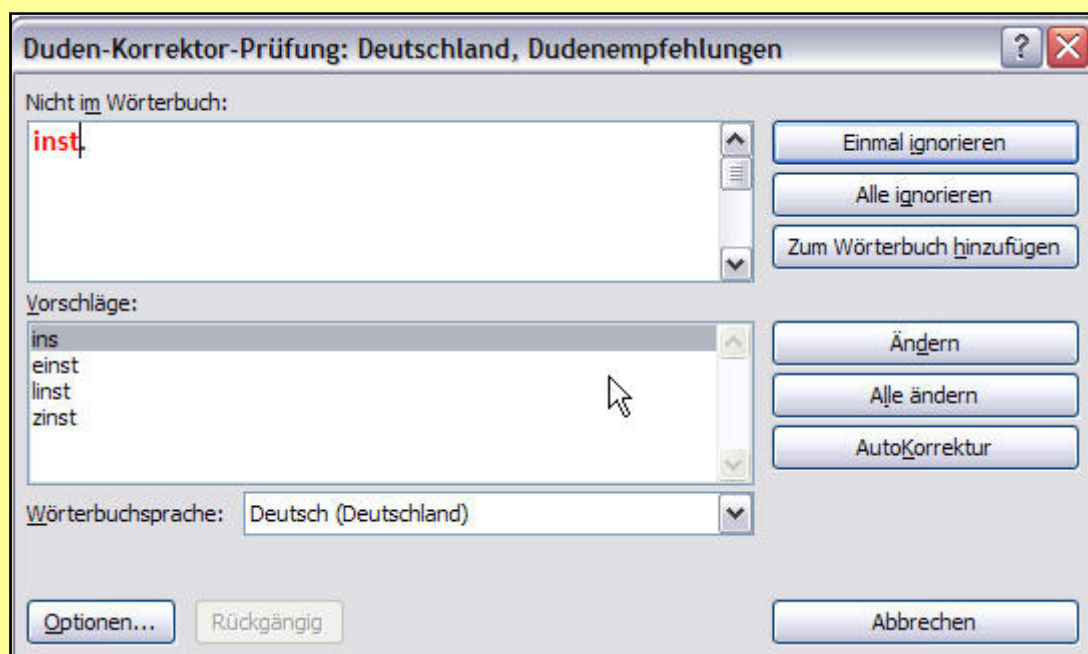 Duden-Korrektor-Prüfung: Deutschland, Dudenempfehlungen
Nicht im Wörterbuch:
inst.
Einmal ignorieren
Alle ignorieren
Zum Wörterbuch hinzufügen
Vorschläge:
ins
einst
linst
zinst
Ändern
Alle ändern
AutoKorrektur
Wörterbuchsprache: Deutsch (Deutschland)
Optionen... Rückgängig Abbrechen